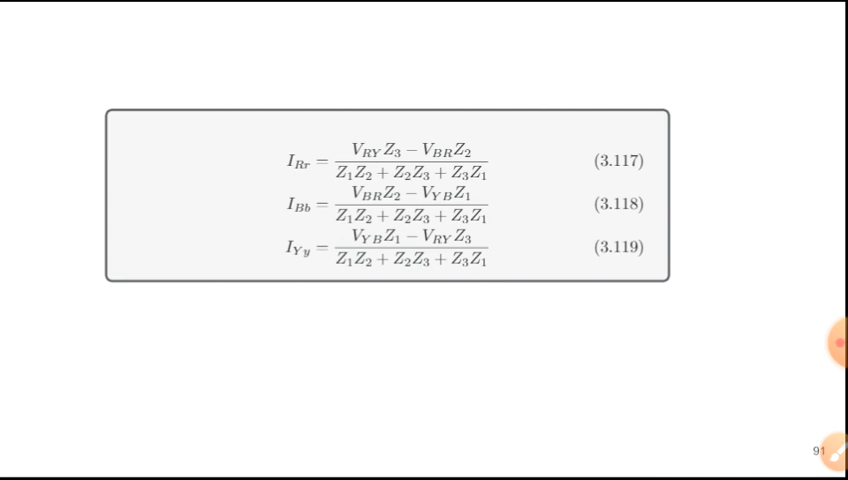 I_{Rr} = \frac{V_{RY} Z_3 - V_{BR} Z_2}{Z_1 Z_2 + Z_2 Z_3 + Z_3 Z_1} (3.117)
I_{Bb} = \frac{V_{BR} Z_2 - V_{YB} Z_1}{Z_1 Z_2 + Z_2 Z_3 + Z_3 Z_1} (3.118)
I_{Yy} = \frac{V_{YB} Z_1 - V_{RY} Z_3}{Z_1 Z_2 + Z_2 Z_3 + Z_3 Z_1} (3.119)
91